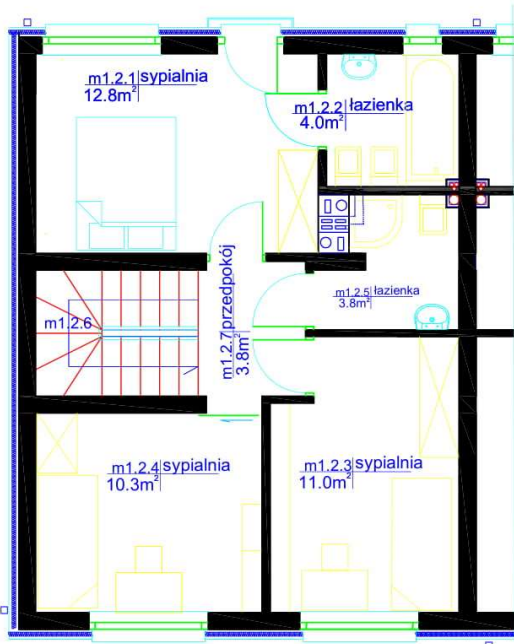 m1.2.1 sypialnia
12.8m²
m1.2.2 łazienka
4.0m²
m1.2.5 łazienka
3.8m²
m1.2.6
m1.2.7 przedpokój
3.8m²
m1.2.4 sypialnia
10.3m²
m1.2.3 sypialnia
11.0m²